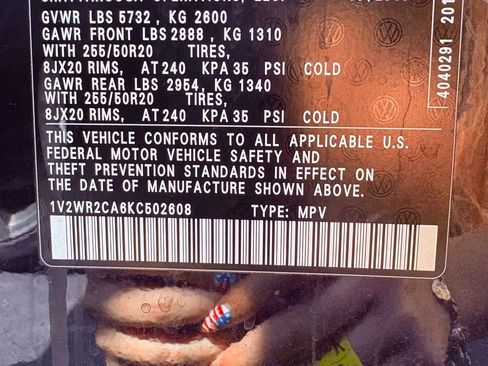 GVWR LBS 5732 , KG 2600
GAWR FRONT LBS 2888 , KG 1310
WITH 255/50R20 TIRES,
8JX20 RIMS, AT 240 KPA 35 PSI COLD
GAWR REAR LBS 2954, KG 1340
WITH 255/50R20 TIRES,
8JX20 RIMS, AT 240 KPA 35 PSI COLD
THIS VEHICLE CONFORMS TO ALL APPLICABLE U.S.
FEDERAL MOTOR VEHICLE SAFETY AND
THEFT PREVENTION STANDARDS IN EFFECT ON
THE DATE OF MANUFACTURE SHOWN ABOVE.
1V2WR2CA6KC502608 TYPE: MPV
4040291